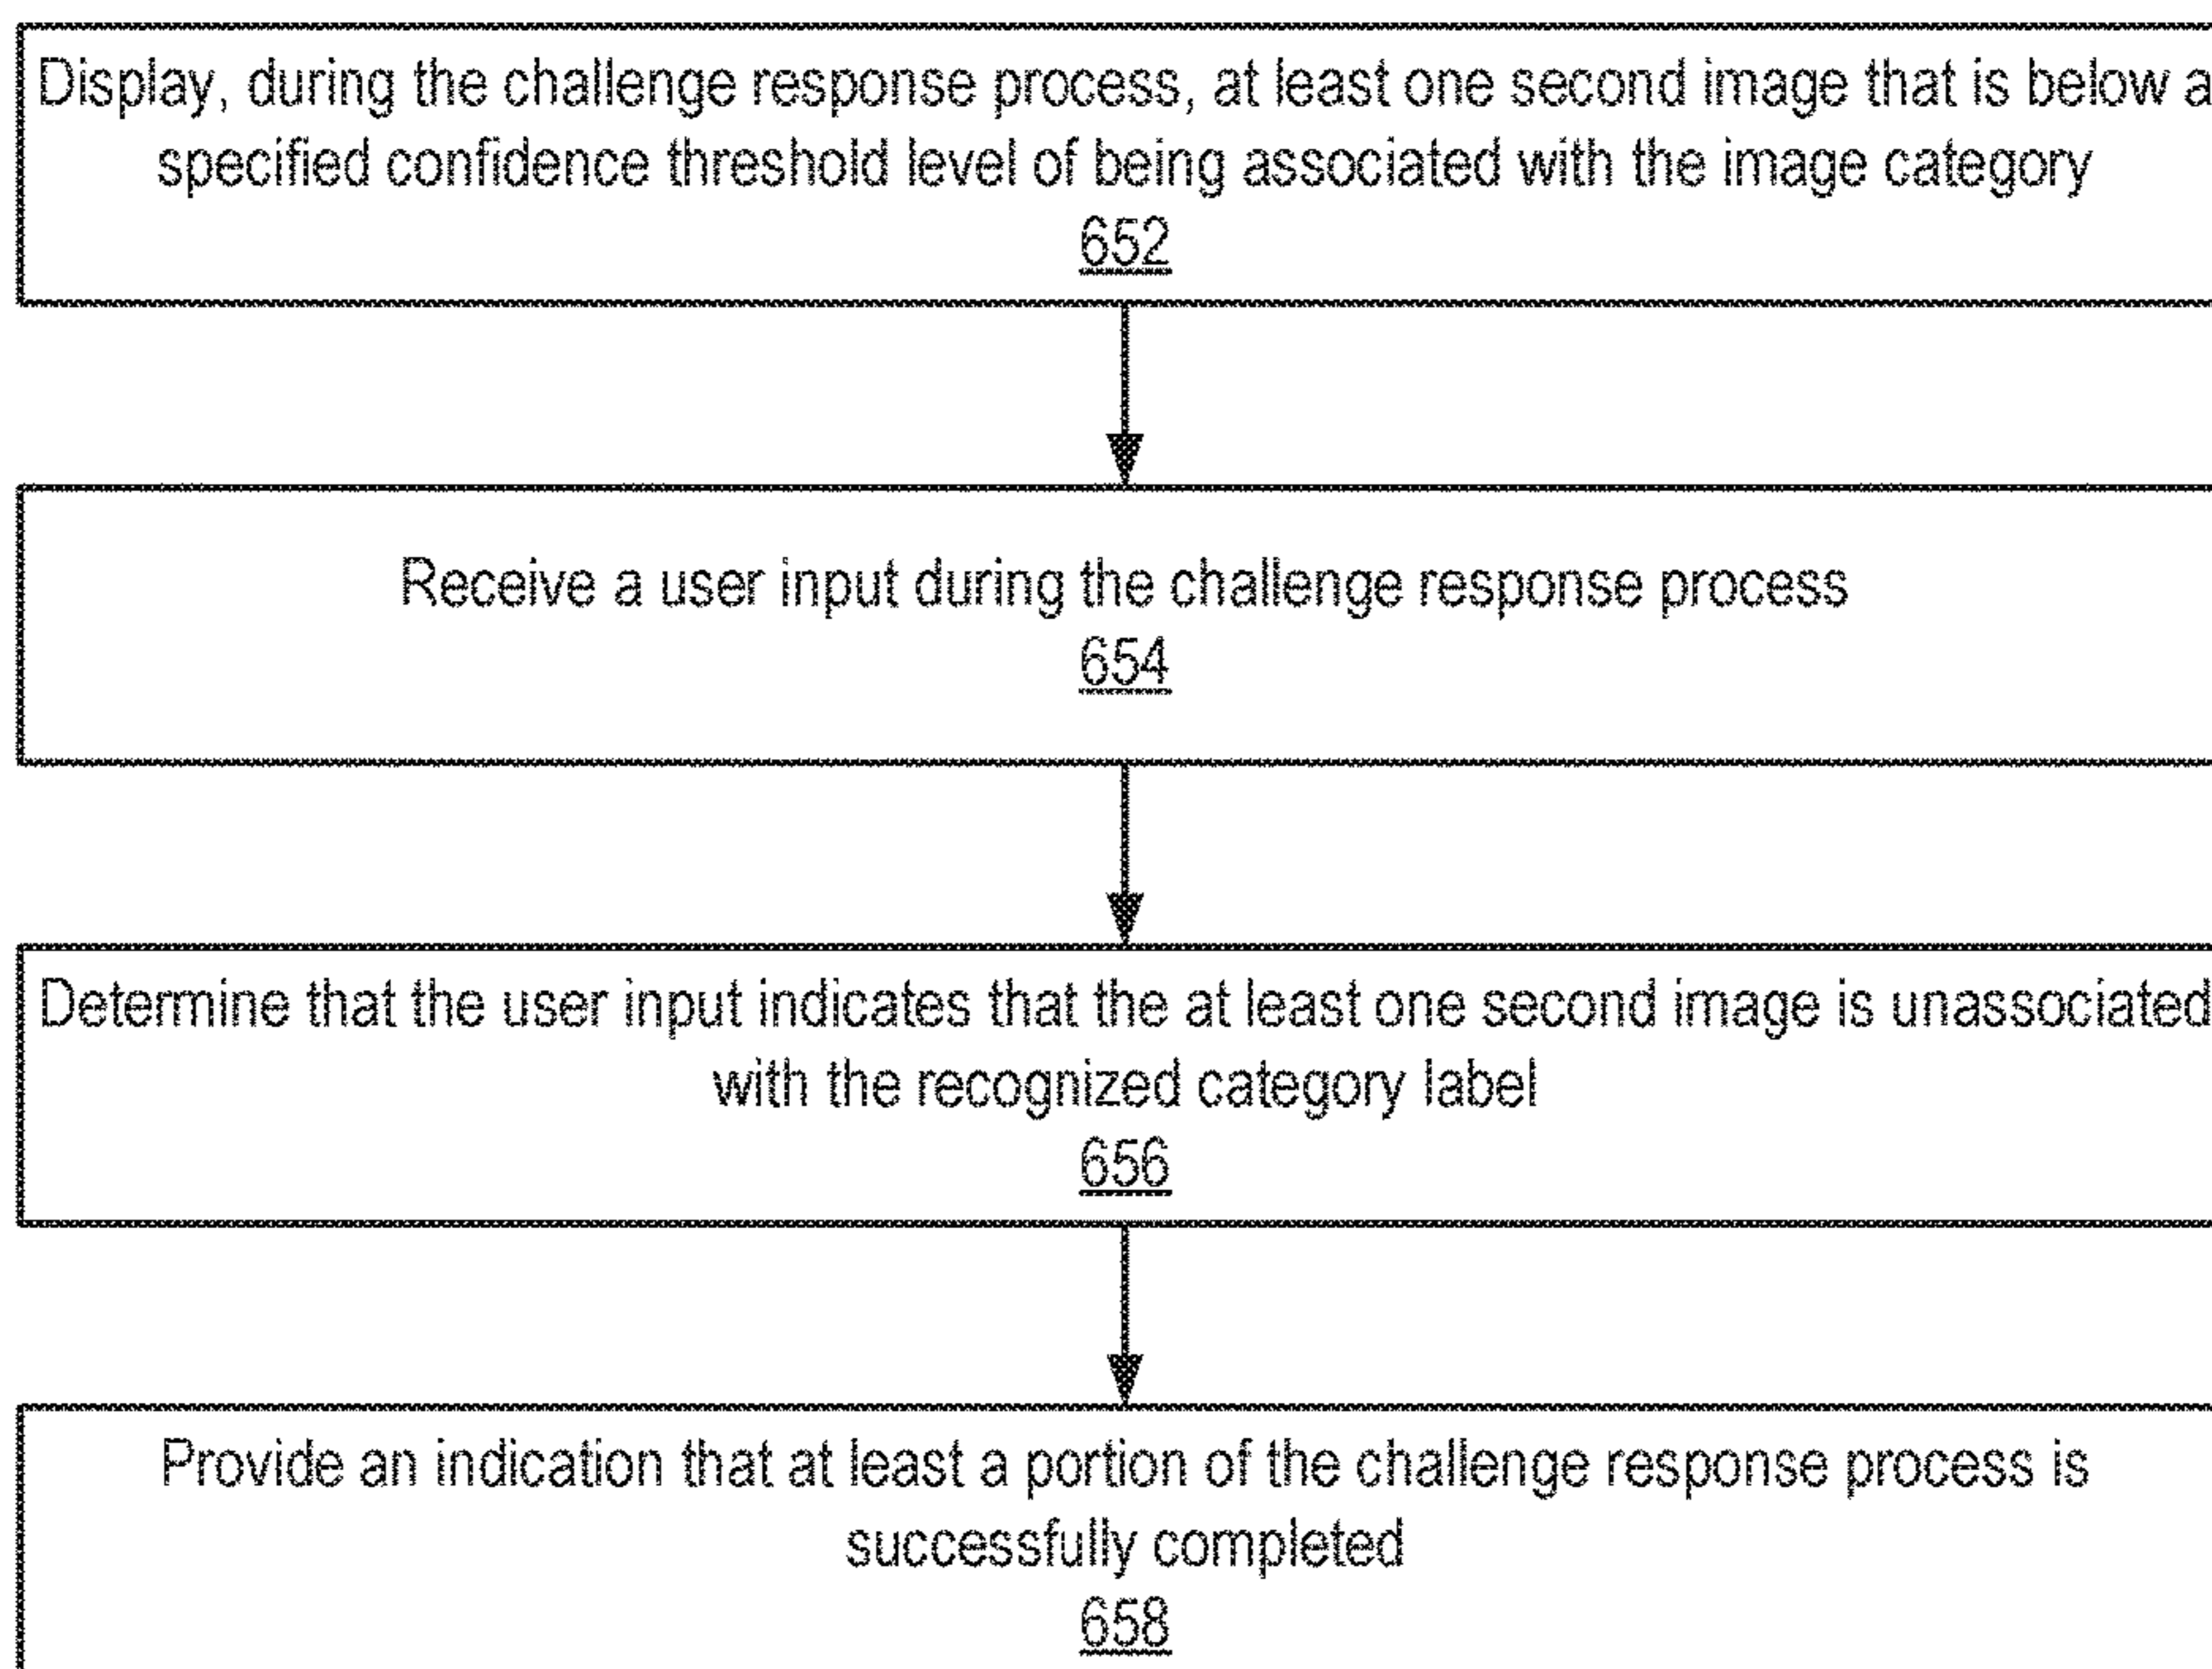 Display, during the challenge response process, at least one second image that is below a
specified confidence threshold level of being associated with the image category
652
Receive a user input during the challenge response process
654
Determine that the user input indicates that the at least one second image is unassociated
with the recognized category label
656
Provide an indication that at least a portion of the challenge response process is
successfully completed
658